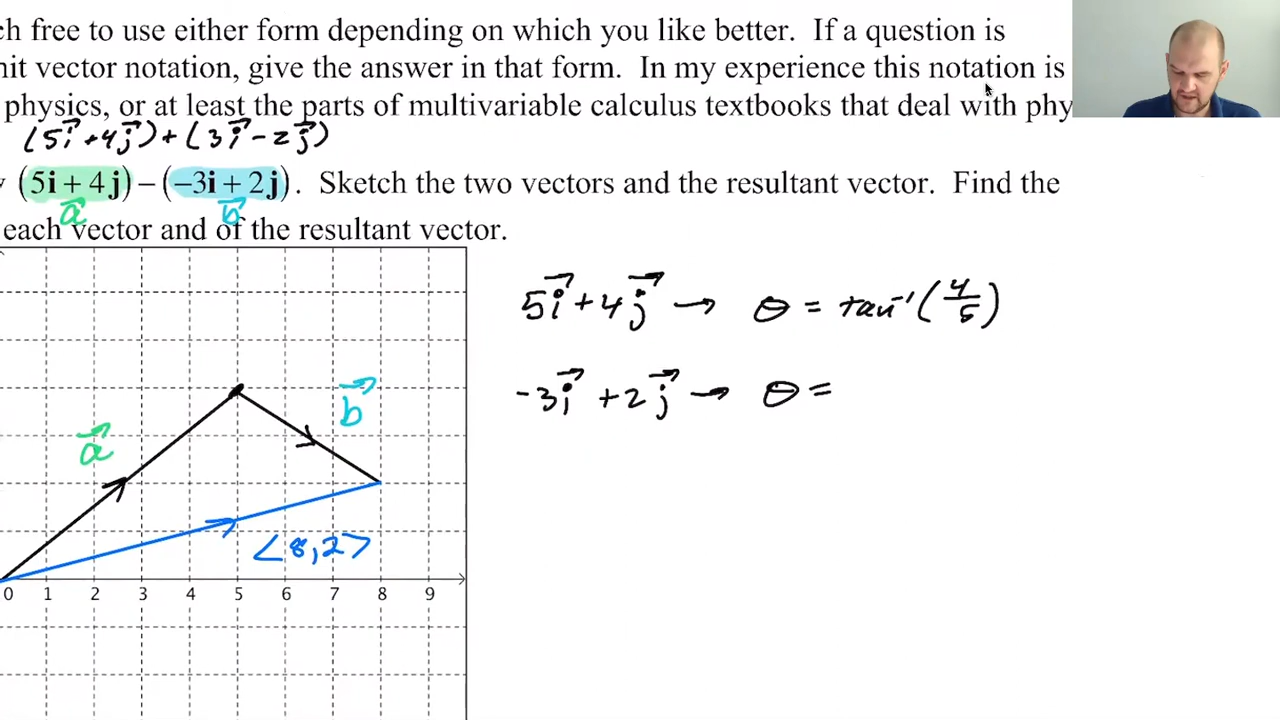 ch free to use either form depending on which you like better. If a question is
nit vector notation, give the answer in that form. In my experience this notation is
physics, or at least the parts of multivariable calculus textbooks that deal with phy
(5i⃗ + 4j⃗) + (3i⃗ - 2j⃗)
y (5i + 4j) − (−3i + 2j). Sketch the two vectors and the resultant vector. Find the
a⃗ b⃗
each vector and of the resultant vector.
5i⃗ + 4j⃗ → θ = tan⁻¹(4/5)
-3i⃗ + 2j⃗ → θ =
b⃗
a⃗
<8,2>
0 1 2 3 4 5 6 7 8 9